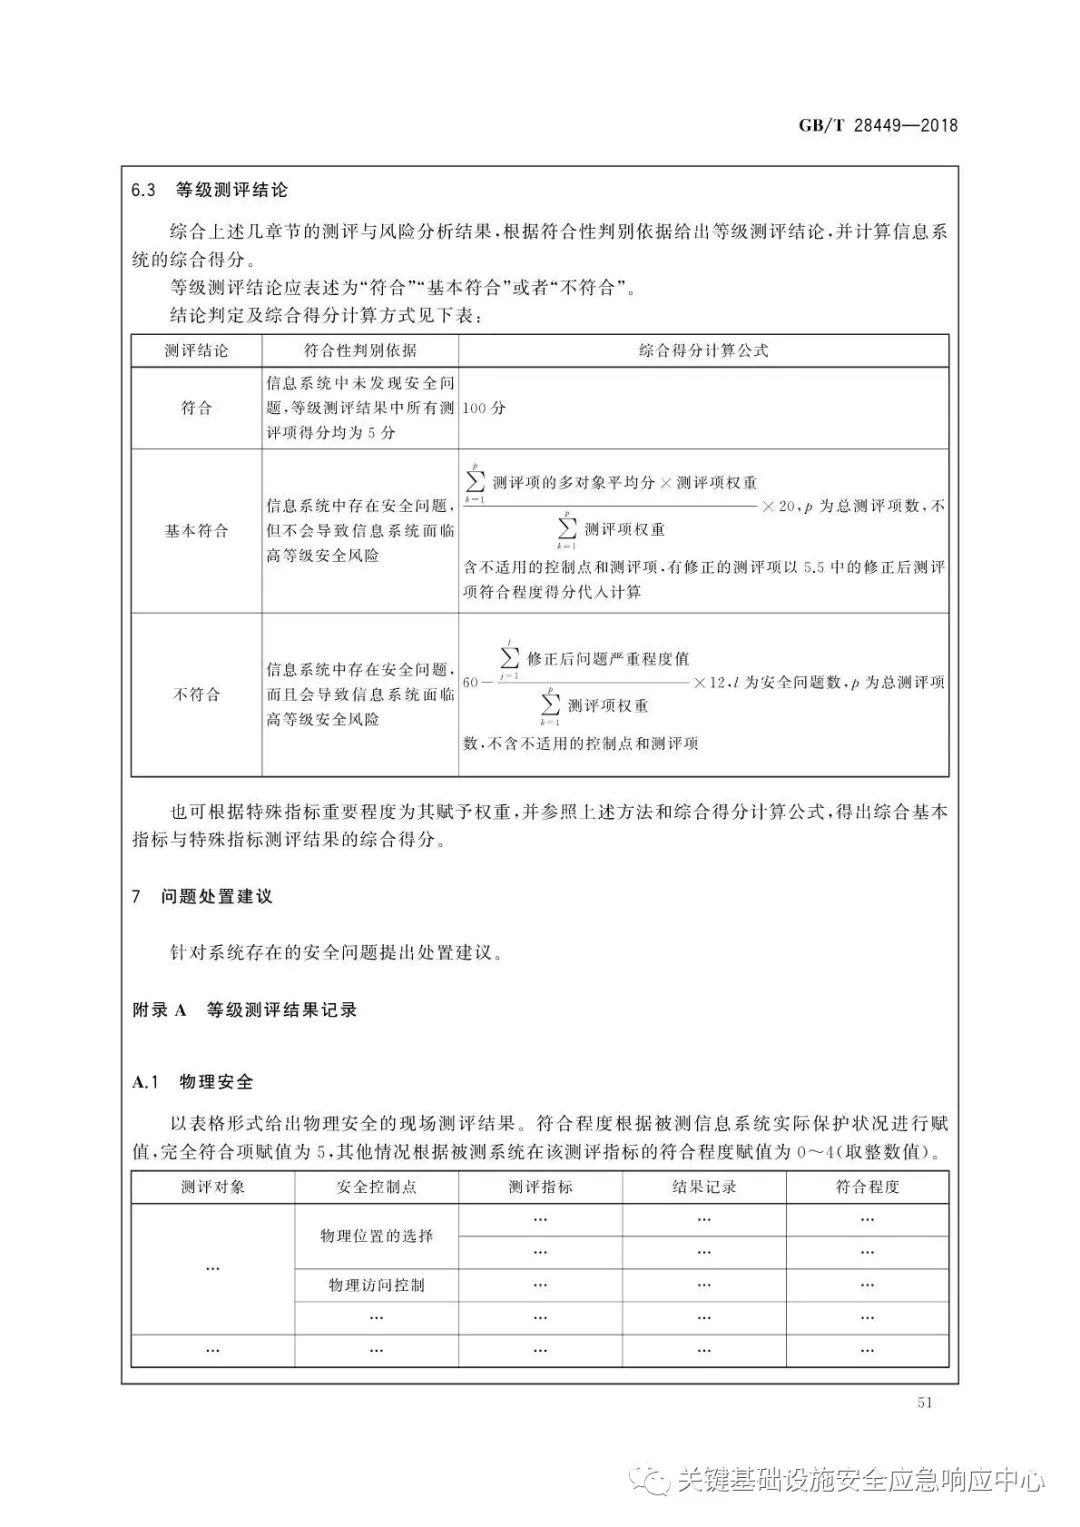 GB/T 28449—2018
6.3 等级测评结论
综合上述几章节的测评与风险分析结果,根据符合性判别依据给出等级测评结论,并计算信息系
统的综合得分。
等级测评结论应表述为“符合”“基本符合”或者“不符合”。
结论判定及综合得分计算方式见下表:
测评结论 符合性判别依据 综合得分计算公式
符合
信息系统中未发现安全问
题,等级测评结果中所有测
评项得分均为 5 分
100 分
基本符合
信息系统中存在安全问题,
但不会导致信息系统面临
高等级安全风险
p
∑ 测评项的多对象平均分×测评项权重
k=1
×20,p 为总测评项数,不
p
∑ 测评项权重
k=1
含不适用的控制点和测评项,有修正的测评项以 5.5 中的修正后测评
项符合程度得分代入计算
不符合
信息系统中存在安全问题,
而且会导致信息系统面临
高等级安全风险
l
∑ 修正后问题严重程度值
j=1
60− ×12,l 为安全问题数,p 为总测评项
p
∑ 测评项权重
k=1
数,不含不适用的控制点和测评项
也可根据特殊指标重要程度为其赋予权重,并参照上述方法和综合得分计算公式,得出综合基本
指标与特殊指标测评结果的综合得分。
7 问题处置建议
针对系统存在的安全问题提出处置建议。
附录 A 等级测评结果记录
A.1 物理安全
以表格形式给出物理安全的现场测评结果。符合程度根据被测信息系统实际保护状况进行赋
值,完全符合项赋值为 5,其他情况根据被测系统在该测评指标的符合程度赋值为 0～4(取整数值)。
测评对象 安全控制点 测评指标 结果记录 符合程度
… 物理位置的选择 … … …
… … …
物理访问控制 … … …
… … … …
… … … … …
51
关键基础设施安全应急响应中心